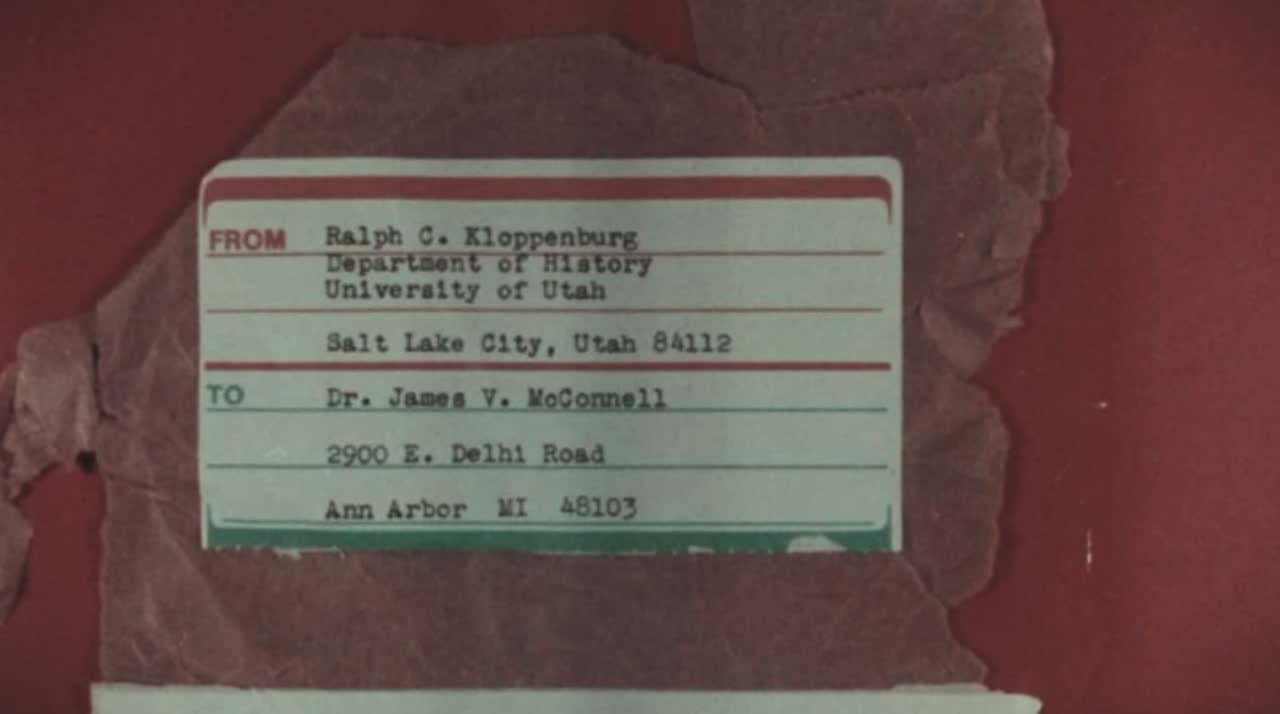 FROM Ralph C. Kloppenburg
Department of History
University of Utah
Salt Lake City, Utah 84112
TO Dr. James V. McConnell
2900 E. Delhi Road
Ann Arbor MI 48103